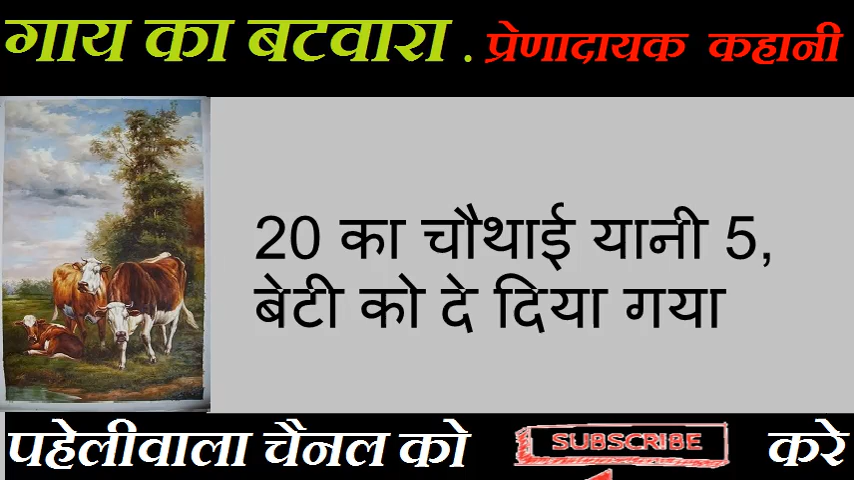 गाय का बटवारा . प्रेणादायक कहानी
20 का चौथाई यानी 5,
बेटी को दे दिया गया
पहेलीवाला चैनल को SUBSCRIBE करे